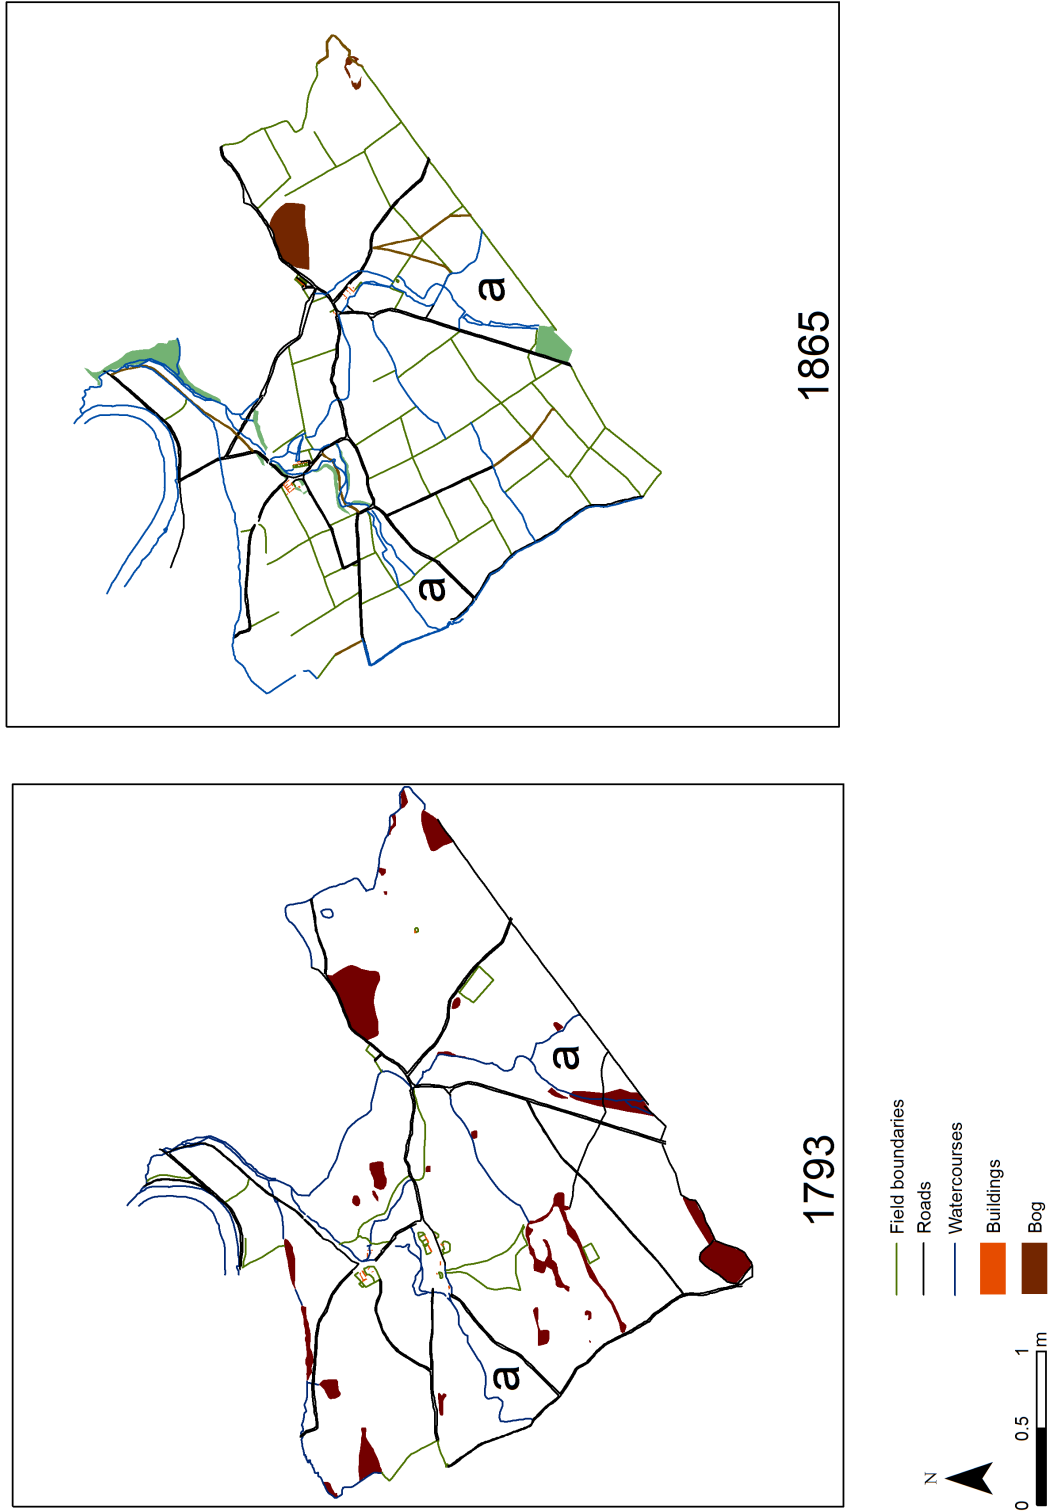 a
a
1865
a
a
1793
Field boundaries
Roads
Watercourses
Buildings
Bog
N
0 0.5 1
m